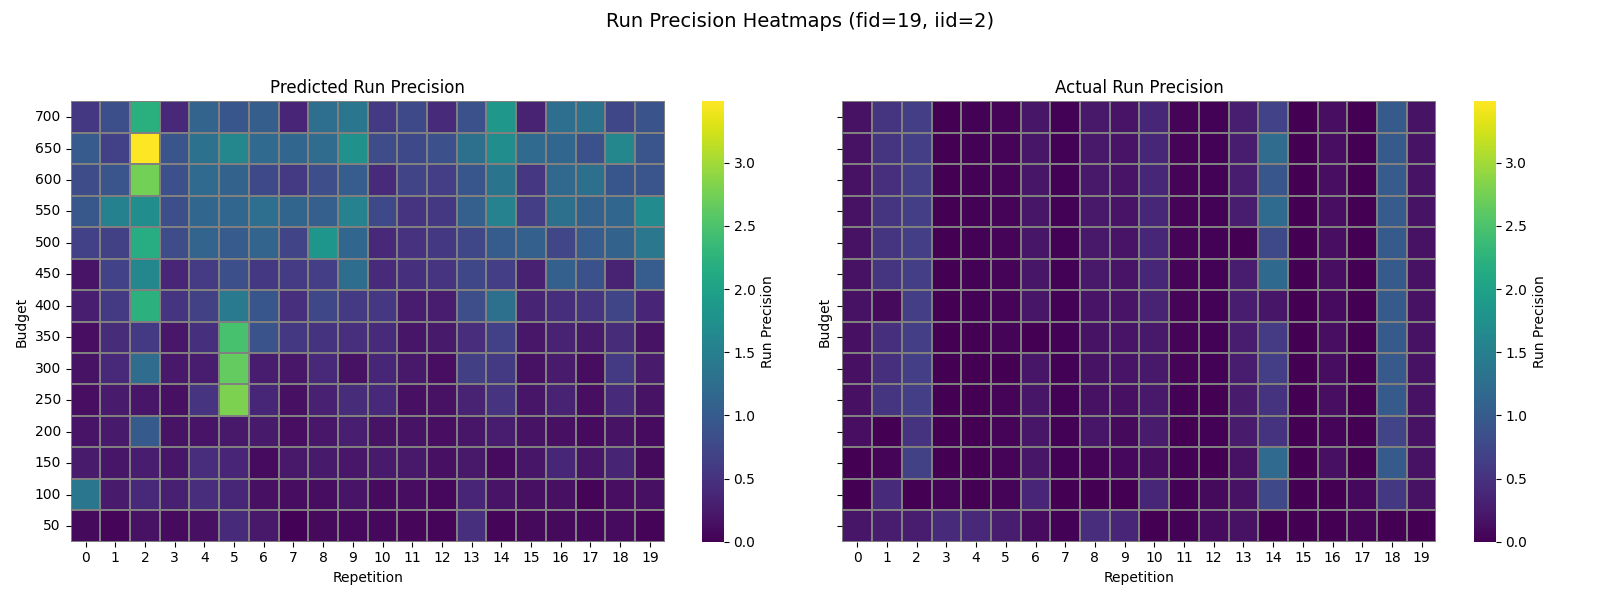 Run Precision Heatmaps (fid=19, iid=2)
Predicted Run Precision
Budget
700
650
600
550
500
450
400
350
300
250
200
150
100
50
0 1 2 3 4 5 6 7 8 9 10 11 12 13 14 15 16 17 18 19
Repetition
3.0
2.5
2.0
1.5
1.0
0.5
0.0
Run Precision
Actual Run Precision
Budget
0 1 2 3 4 5 6 7 8 9 10 11 12 13 14 15 16 17 18 19
Repetition
3.0
2.5
2.0
1.5
1.0
0.5
0.0
Run Precision